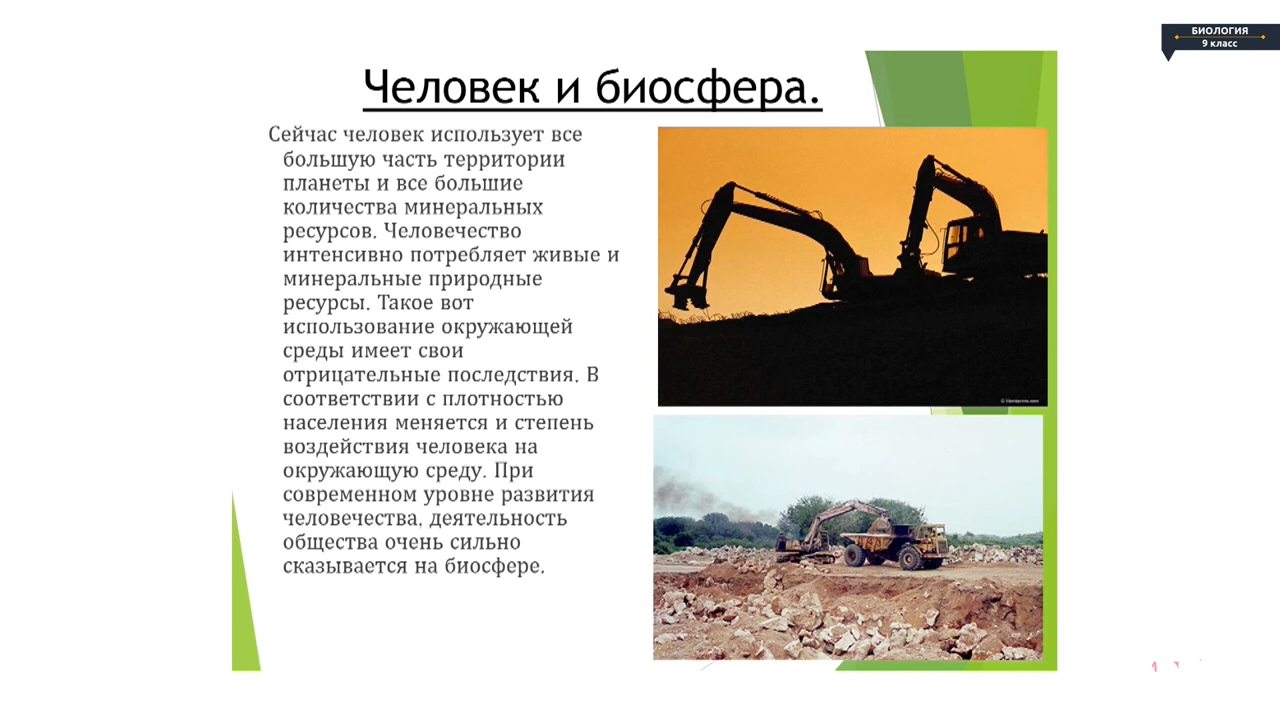 БИОЛОГИЯ
9 класс
Человек и биосфера.
Сейчас человек использует все
большую часть территории
планеты и все большие
количества минеральных
ресурсов. Человечество
интенсивно потребляет живые и
минеральные природные
ресурсы. Такое вот
использование окружающей
среды имеет свои
отрицательные последствия. В
соответствии с плотностью
населения меняется и степень
воздействия человека на
окружающую среду. При
современном уровне развития
человечества, деятельность
общества очень сильно
сказывается на биосфере.